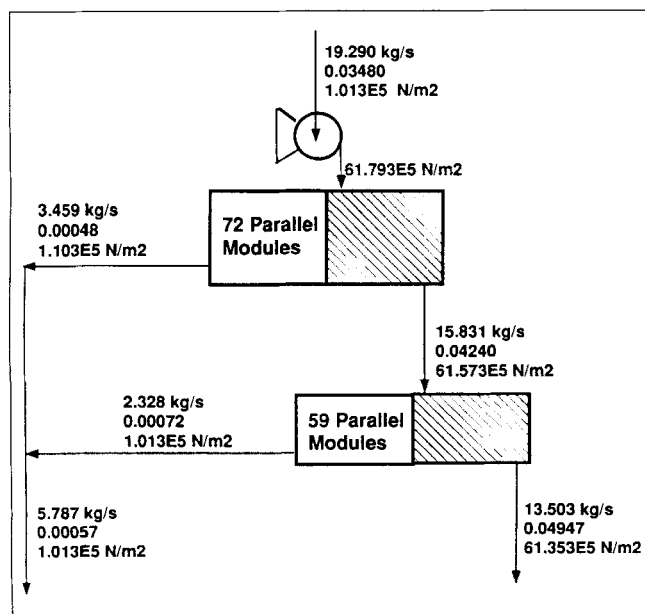 19.290 kg/s
0.03480
1.013E5 N/m2
61.793E5 N/m2
3.459 kg/s
0.00048
1.103E5 N/m2
72 Parallel
Modules
15.831 kg/s
0.04240
61.573E5 N/m2
2.328 kg/s
0.00072
1.013E5 N/m2
59 Parallel
Modules
5.787 kg/s
0.00057
1.013E5 N/m2
13.503 kg/s
0.04947
61.353E5 N/m2